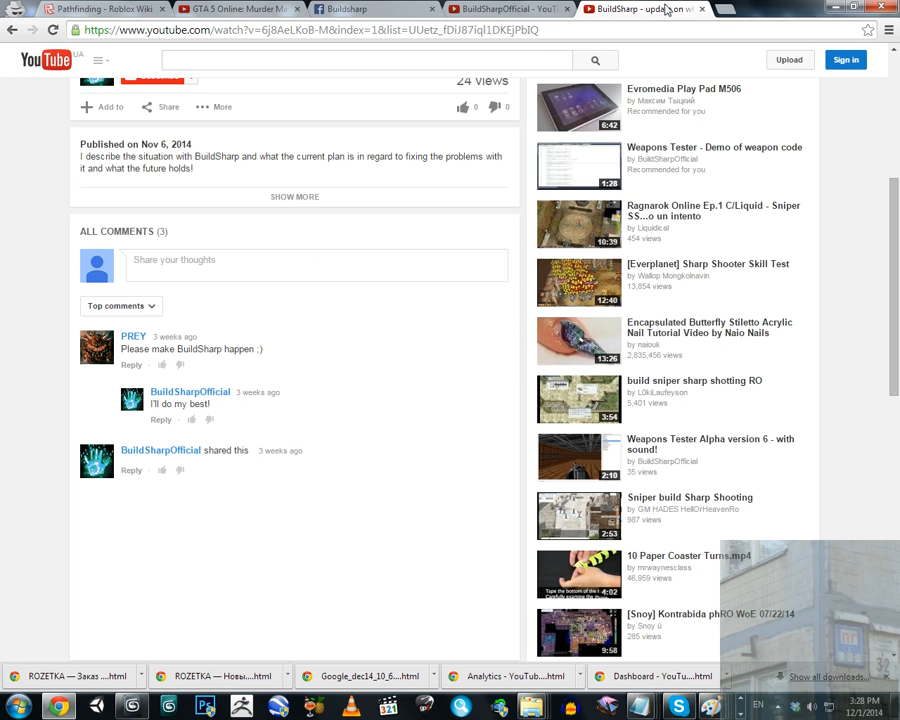 Pathfinding - Roblox Wiki
GTA 5 Online: Murder M
Buildsharp
BuildSharpOfficial - YouT
BuildSharp - update on w
https://www.youtube.com/watch?v=6j8AeLKoB-M&index=1&list=UUetz_fDiJ87iql1DKEjPbIQ
YouTube UA
Upload
Sign in
24 views
Add to
Share
More
0
0
Published on Nov 6, 2014
I describe the situation with BuildSharp and what the current plan is in regard to fixing the problems with
it and what the future holds!
SHOW MORE
ALL COMMENTS (3)
Share your thoughts
Top comments
PREY 3 weeks ago
Please make BuildSharp happen ;)
Reply
BuildSharpOfficial 3 weeks ago
I'll do my best!
Reply
BuildSharpOfficial shared this 3 weeks ago
Reply
Evromedia Play Pad M506
by Максим Тыцкий
Recommended for you
6:42
Weapons Tester - Demo of weapon code
by BuildSharpOfficial
Recommended for you
1:28
Ragnarok Online Ep.1 C/Liquid - Sniper
SS...o un intento
by Liquidical
454 views
10:39
[Everplanet] Sharp Shooter Skill Test
by Wallop Mongkolnavin
13,854 views
12:40
Encapsulated Butterfly Stiletto Acrylic
Nail Tutorial Video by Naio Nails
by naiouk
2,835,456 views
13:26
build sniper sharp shotting RO
by L0kiLaufeyson
5,401 views
3:54
Weapons Tester Alpha version 6 - with
sound!
by BuildSharpOfficial
35 views
2:10
Sniper build Sharp Shooting
by GM HADES HellOrHeavenRo
987 views
2:53
10 Paper Coaster Turns.mp4
by mrwaynesclass
46,959 views
Tape the bottom of the t
4:02
[Snoy] Kontrabida phRO WoE 07/22/14
by Snoy ü
285 views
9:58
ROZETKA — Заказ ....html
ROZETKA — Новы....html
Google_dec14_10_6....html
Analytics - YouTub....html
Dashboard - YouTu....html
Show all downloads...
321
3:28 PM
12/1/2014